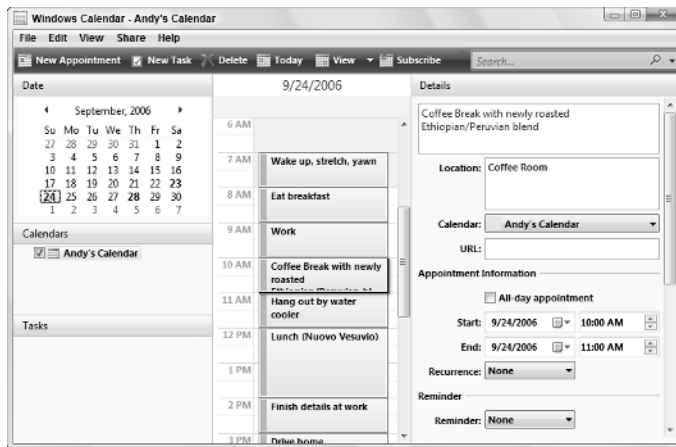 Windows Calendar - Andy's Calendar
File Edit View Share Help
New Appointment New Task Delete Today View Subscribe Search...
Date
September, 2006
Su Mo Tu We Th Fr Sa
27 28 29 30 31 1 2
3 4 5 6 7 8 9
10 11 12 13 14 15 16
17 18 19 20 21 22 23
24 25 26 27 28 29 30
1 2 3 4 5 6 7
Calendars
Andy's Calendar
Tasks
9/24/2006
6 AM
7 AM Wake up, stretch, yawn
8 AM Eat breakfast
9 AM Work
10 AM Coffee Break with newly
roasted
Ethiopian/Peruvian bl
11 AM Hang out by water
cooler
12 PM Lunch (Nuovo Vesuvio)
1 PM
2 PM Finish details at work
3 PM Drive home
Details
Coffee Break with newly roasted
Ethiopian/Peruvian blend
Location: Coffee Room
Calendar: Andy's Calendar
URL:
Appointment Information
All-day appointment
Start: 9/24/2006 10:00 AM
End: 9/24/2006 11:00 AM
Recurrence: None
Reminder
Reminder: None